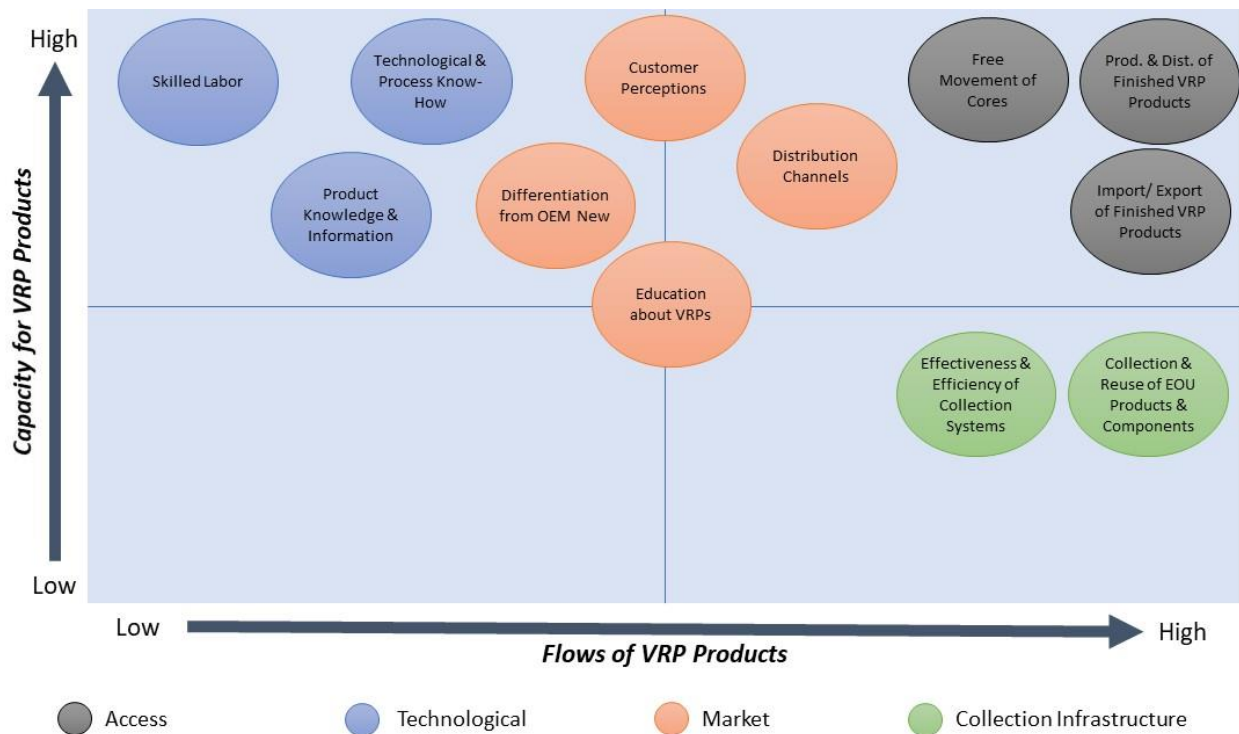 High
Skilled Labor
Technological &
Process Know-
How
Customer
Perceptions
Free
Movement of
Cores
Prod. & Dist. of
Finished VRP
Products
Distribution
Channels
Product
Knowledge &
Information
Differentiation
from OEM New
Import/ Export
of Finished VRP
Products
Education
about VRPs
Effectiveness &
Efficiency of
Collection
Systems
Collection &
Reuse of EOU
Products &
Components
Capacity for VRP Products
Low
Low
High
Flows of VRP Products
Access
Technological
Market
Collection Infrastructure